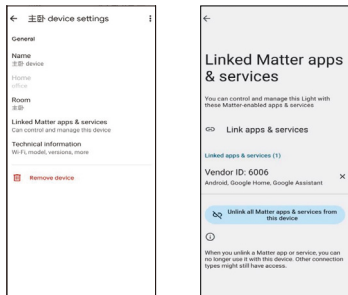 主卧 device settings
General
Name
主卧 device
Home
office
Room
主卧
Linked Matter apps & services
Can control and manage this device
Technical information
Wi-Fi, model, versions, more
Remove device
Linked Matter apps
& services
You can control and manage this Light with
these Matter-enabled apps & services
Link apps & services
Linked apps & services (1)
Vendor ID: 6006
Android, Google Home, Google Assistant
Unlink all Matter apps & services from
this device
When you unlink a Matter app or service, you can
no longer use it with this device. Other connection
types might still have access.